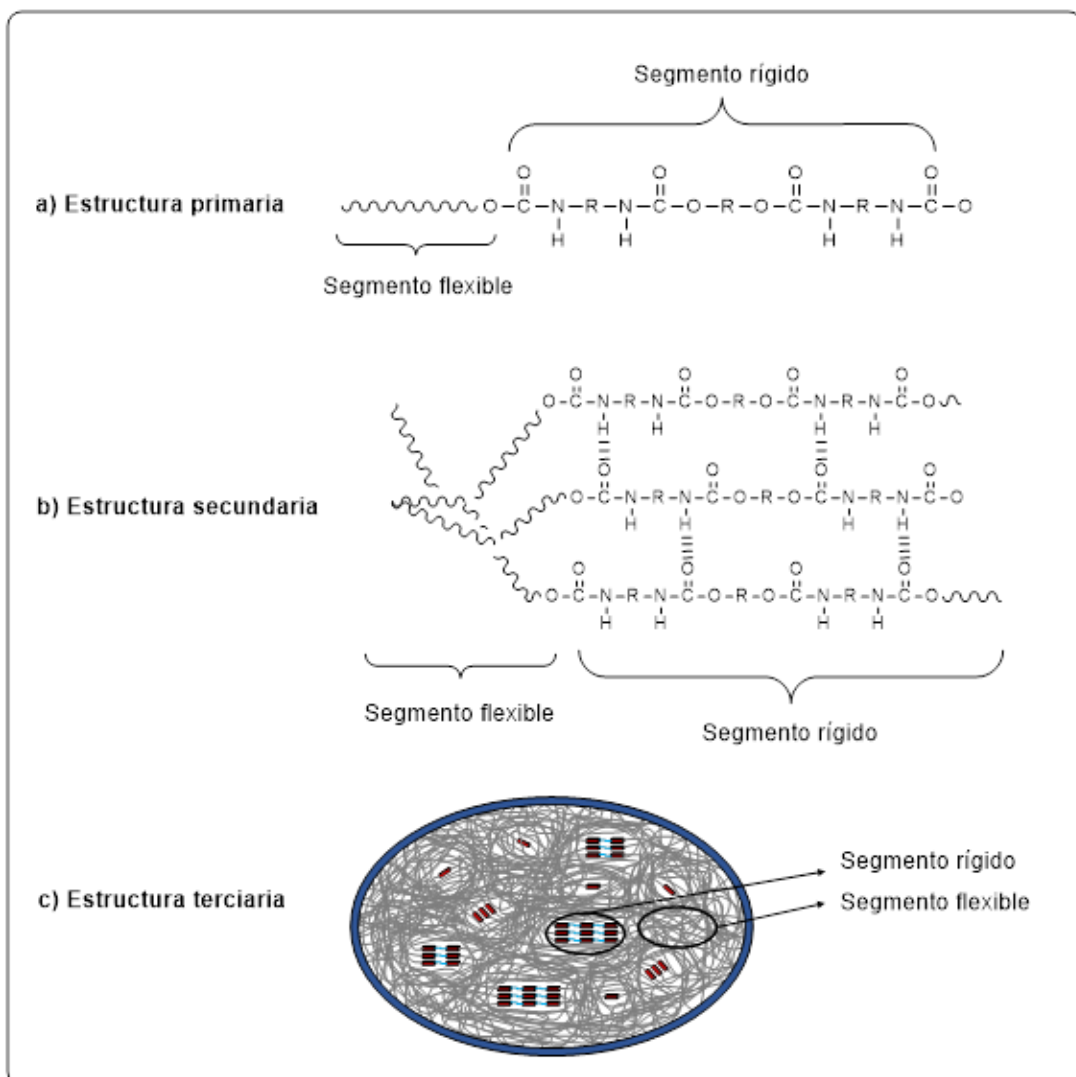 Segmento rígido
O O O O
a) Estructura primaria O–C–N–R–N–C–O–R–O–C–N–R–N–C–O
H H H H
Segmento flexible
O O O O
O–C–N–R–N–C–O–R–O–C–N–R–N–C–O
H H H H
O O O O
b) Estructura secundaria O–C–N–R–N–C–O–R–O–C–N–R–N–C–O
H H H H
O O O O
O–C–N–R–N–C–O–R–O–C–N–R–N–C–O
H H H H
Segmento flexible
Segmento rígido
Segmento rígido
c) Estructura terciaria
Segmento flexible